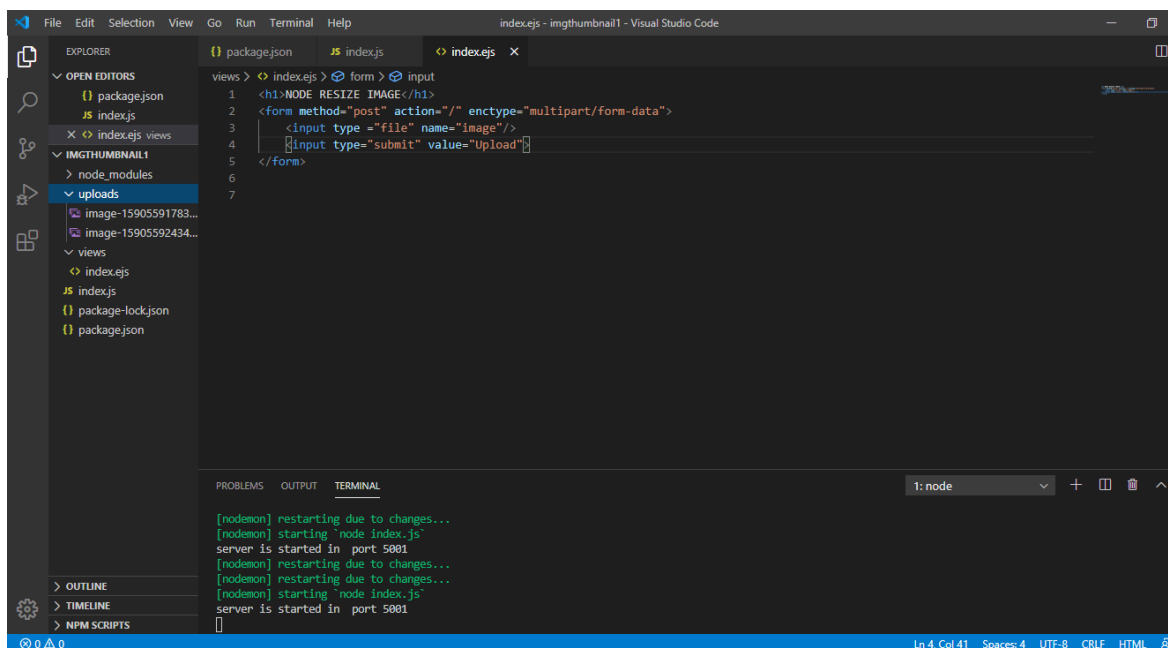 File Edit Selection View Go Run Terminal Help index.ejs - imgthumbnail1 - Visual Studio Code
EXPLORER
OPEN EDITORS
{} package.json
JS index.js
<> index.ejs views
IMGTHUMBNAIL1
node_modules
uploads
image-15905591783...
image-15905592434...
views
<> index.ejs
JS index.js
{} package-lock.json
{} package.json
OUTLINE
TIMELINE
NPM SCRIPTS
{} package.json JS index.js <> index.ejs
views > <> index.ejs > form > input
1 <h1>NODE RESIZE IMAGE</h1>
2 <form method="post" action="/" enctype="multipart/form-data">
3 <input type ="file" name="image"/>
4 <input type="submit" value="Upload">
5 </form>
6
7
PROBLEMS OUTPUT TERMINAL 1: node
[nodemon] restarting due to changes...
[nodemon] starting `node index.js`
server is started in  port 5001
[nodemon] restarting due to changes...
[nodemon] restarting due to changes...
[nodemon] starting `node index.js`
server is started in  port 5001
0 0 Ln 4, Col 41 Spaces: 4 UTF-8 CRLF HTML